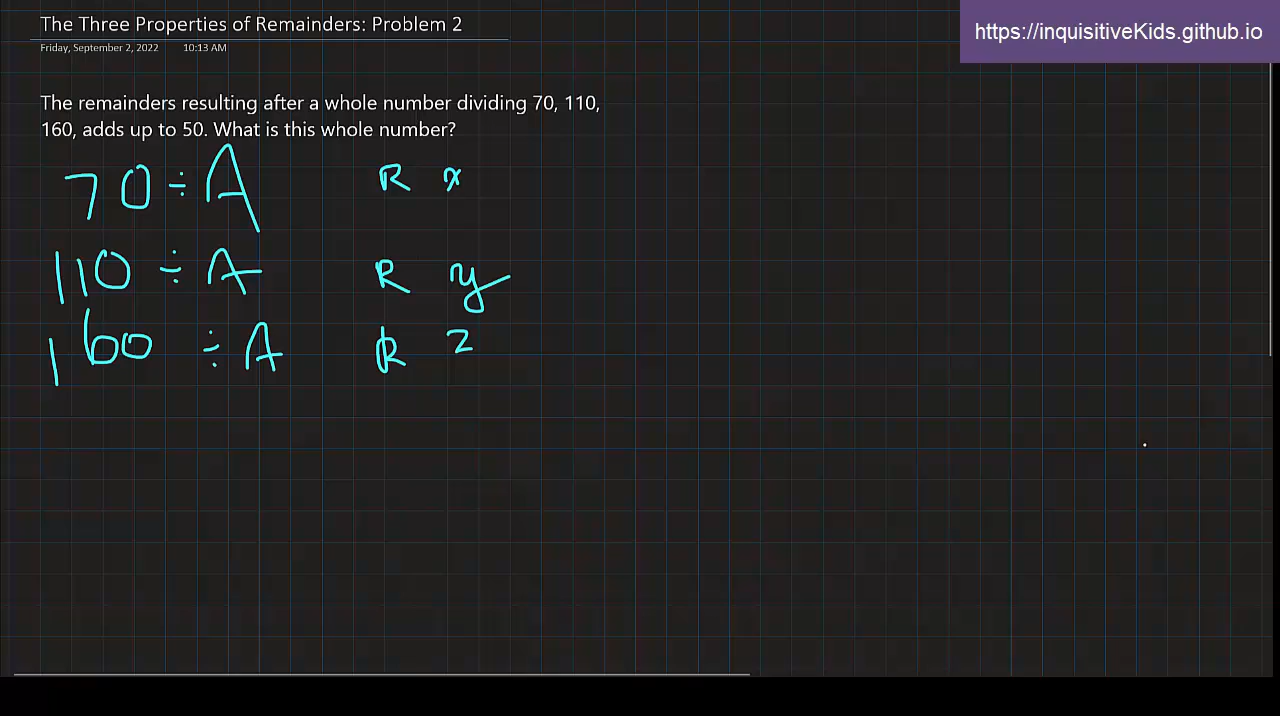 The Three Properties of Remainders: Problem 2
https://inquisitiveKids.github.io
Friday, September 2, 2022 10:13 AM
The remainders resulting after a whole number dividing 70, 110,
160, adds up to 50. What is this whole number?
70 ÷ A R x
110 ÷ A R y
160 ÷ A R z